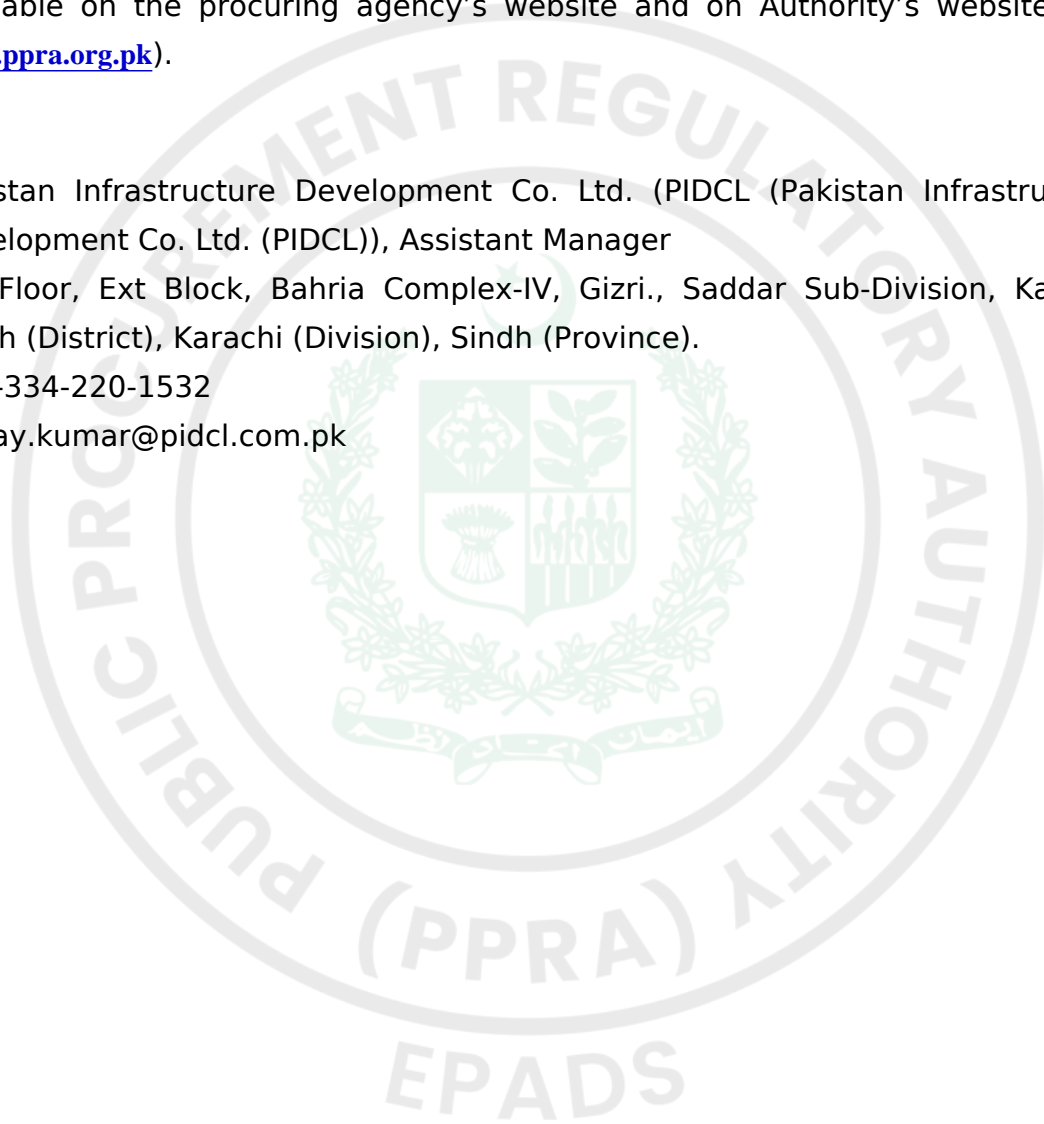 able on the procuring agency's website and on Authority's website
.ppra.org.pk).
stan Infrastructure Development Co. Ltd. (PIDCL (Pakistan Infrastru
elopment Co. Ltd. (PIDCL)), Assistant Manager
Floor, Ext Block, Bahria Complex-IV, Gizri., Saddar Sub-Division, Ka
h (District), Karachi (Division), Sindh (Province).
-334-220-1532
ay.kumar@pidcl.com.pk
PUBLIC PROCUREMENT REGULATORY AUTHORITY
(PPRA)
EPADS